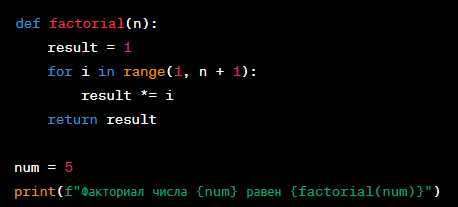 def factorial(n):
    result = 1
    for i in range(1, n + 1):
        result *= i
    return result

num = 5
print(f"Факториал числа {num} равен {factorial(num)}")